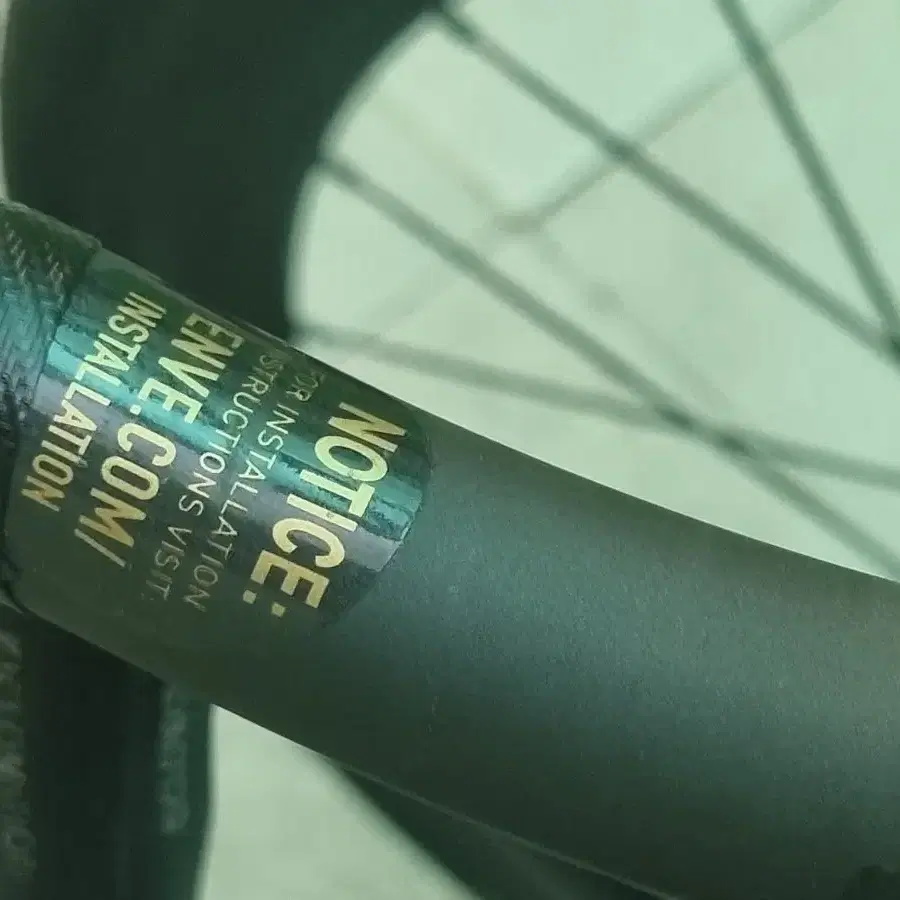 NOTICE:
FOR INSTALLATION
INSTRUCTIONS VISIT:
ENVE.COM/
INSTALLATION